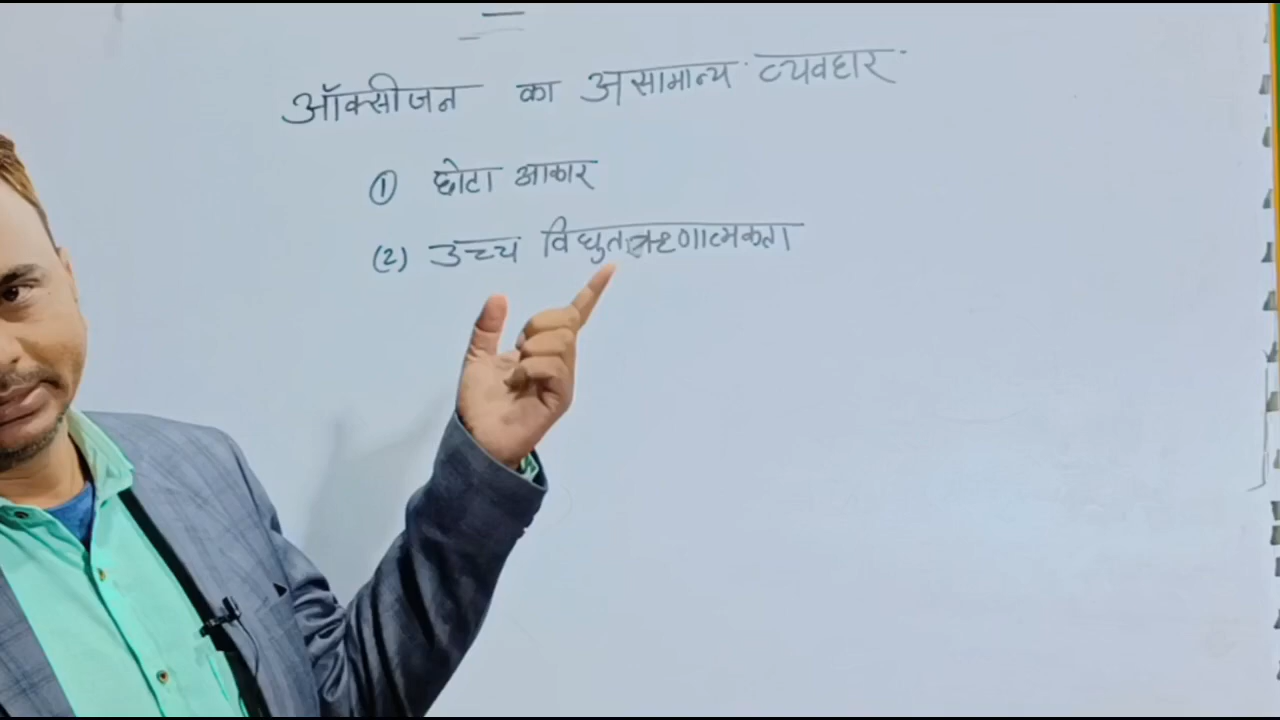 ऑक्सीजन का असामान्य व्यवहार
① छोटा आकार
(2) उच्च विधुतऋणात्मकता